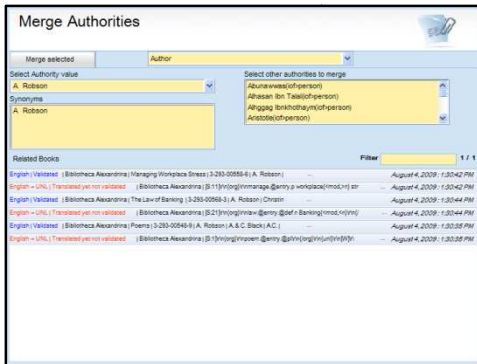 Merge Authorities
Merge selected
Author
Select Authority value
A Robson
Synonyms
A Robson
Select other authorities to merge
Abunawwas(iof>person)
Alhasan Ibn Talal(iof>person)
Alhggag Ibnkhothaym(iof>person)
Aristotle(iof>person)
Related Books
Filter
1 / 1
English | Validated | Bibliotheca Alexandrina | Managing Workplace Stress | 3-293-00568-6 | A. Robson | ... August 4, 2009 : 1:30:42 PM
English -- UNL | Translated yet not validated | Bibliotheca Alexandrina ... August 4, 2009 : 1:30:42 PM
English | Validated | Bibliotheca Alexandrina | The Law of Banking | 3-293-00568-3 | A. Robson | Christin ... August 4, 2009 : 1:30:44 PM
English -- UNL | Translated yet not validated | Bibliotheca Alexandrina ... August 4, 2009 : 1:30:44 PM
English | Validated | Bibliotheca Alexandrina | Poems | 3-293-00548-9 | A. Robson | A.& C. Black | A.C. | ... August 4, 2009 : 1:30:35 PM
English -- UNL | Translated yet not validated | Bibliotheca Alexandrina ... August 4, 2009 : 1:30:35 PM